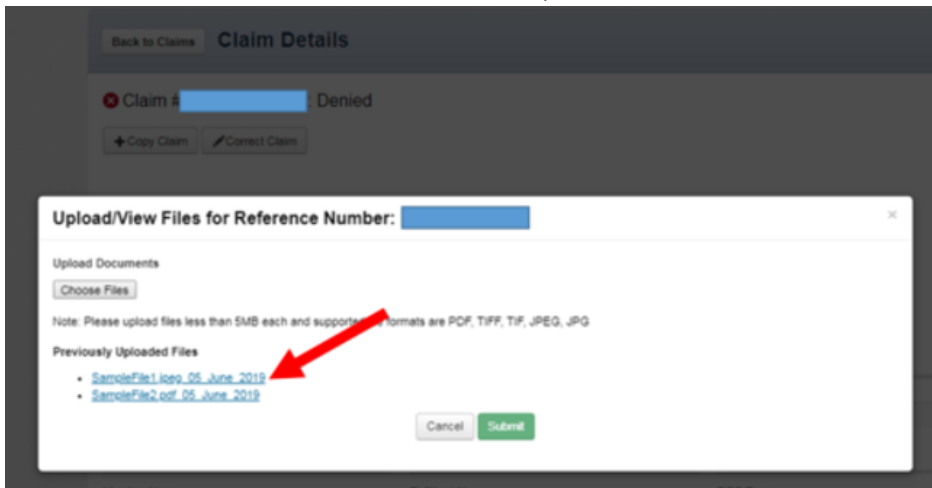 Back to Claims Claim Details
Claim # : Denied
Copy Claim Correct Claim
Upload/View Files for Reference Number:
Upload Documents
Choose Files
Note: Please upload files less than 5MB each and supported formats are PDF, TIFF, TIF, JPEG, JPG
Previously Uploaded Files
SampleFile1.jpeg_05_June_2019
SampleFile2.pdf_05_June_2019
Cancel Submit